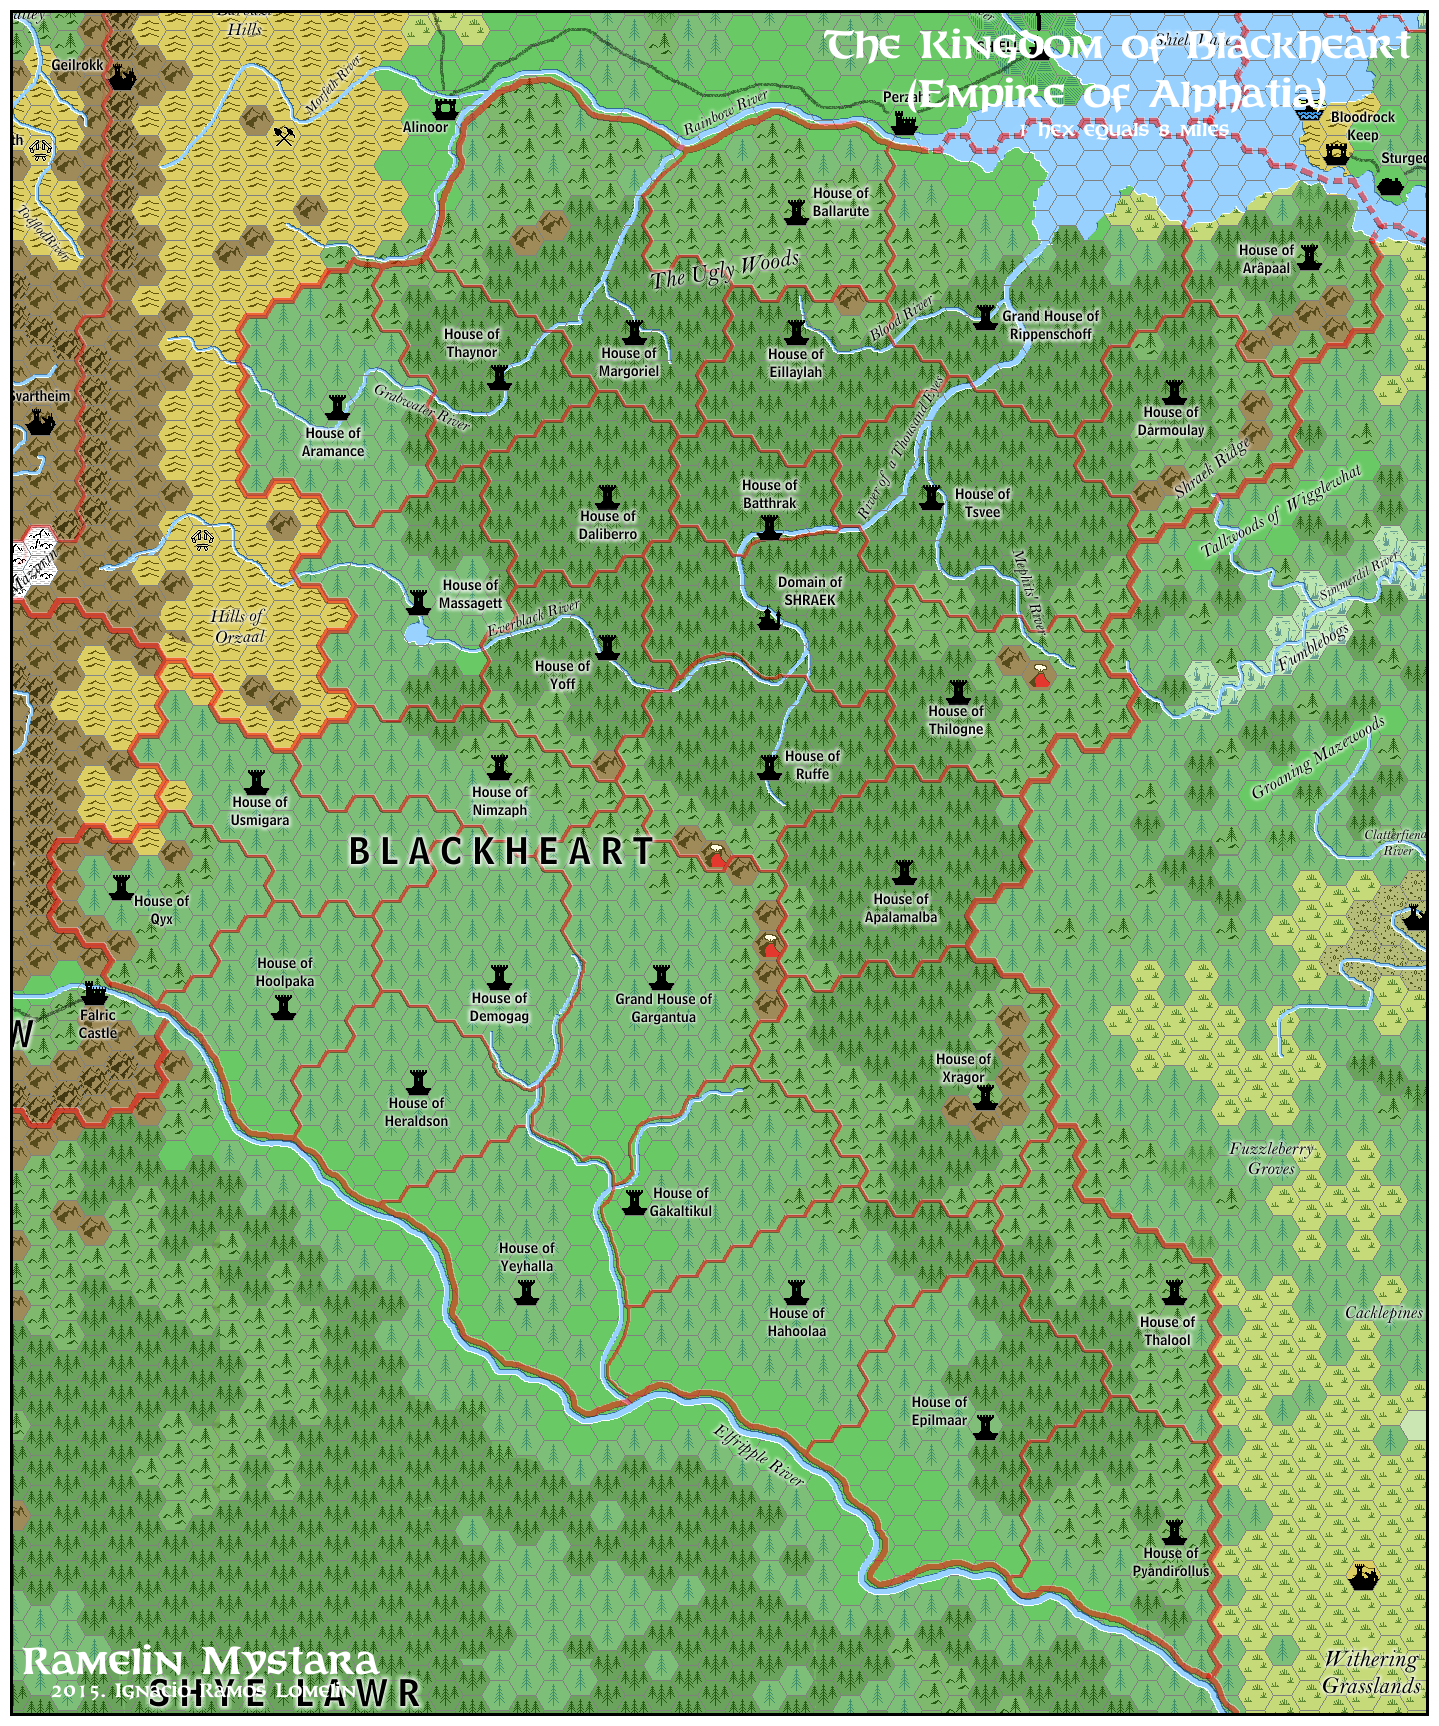 Hills
Shiel Lake
The Kingdom of Blackheart
(Empire of Alphatia)
1 hex equals 8 miles
Geilrokk
Morfeth River
Alinoor
Rainbow River
Bloodrock
Keep
House of
Ballarute
The Ugly Woods
House of
Arapaal
House of
Thaynor
House of
Margoriel
House of
Eillaylah
Blood River
Grand House of
Rippenschoff
Svartheim
House of
Aramance
Grabwater River
House of
Darmoulay
Shraek Ridge
River of a Thousand Eyes
House of
Daliberro
House of
Batthrak
House of
Tsvee
Tallwoods of Wigglewhat
Domain of
SHRAEK
Mephits' River
Simmerdil River
Hills of
Orzaal
House of
Massagett
Everblack River
House of
Yoff
Fumblebogs
House of
Thilogne
House of
Usmigara
House of
Nimzaph
House of
Ruffe
Groaning Mazewoods
BLACKHEART
Clatterfiend
River
House of
Qyx
House of
Apalamalba
House of
Hoolpaka
House of
Demogag
Grand House of
Gargantua
Falric
Castle
W
House of
Xragor
House of
Heraldson
Fuzzleberry
Groves
House of
Gakaltikul
House of
Yeyhalla
House of
Hahoolaa
House of
Thalool
Cacklepines
House of
Epilmaar
Elfripple River
House of
Pyandirollus
Withering
Grasslands
Ramelin Mystara
2015. Ignacio Ramos Lomelin
SHYE LAWR